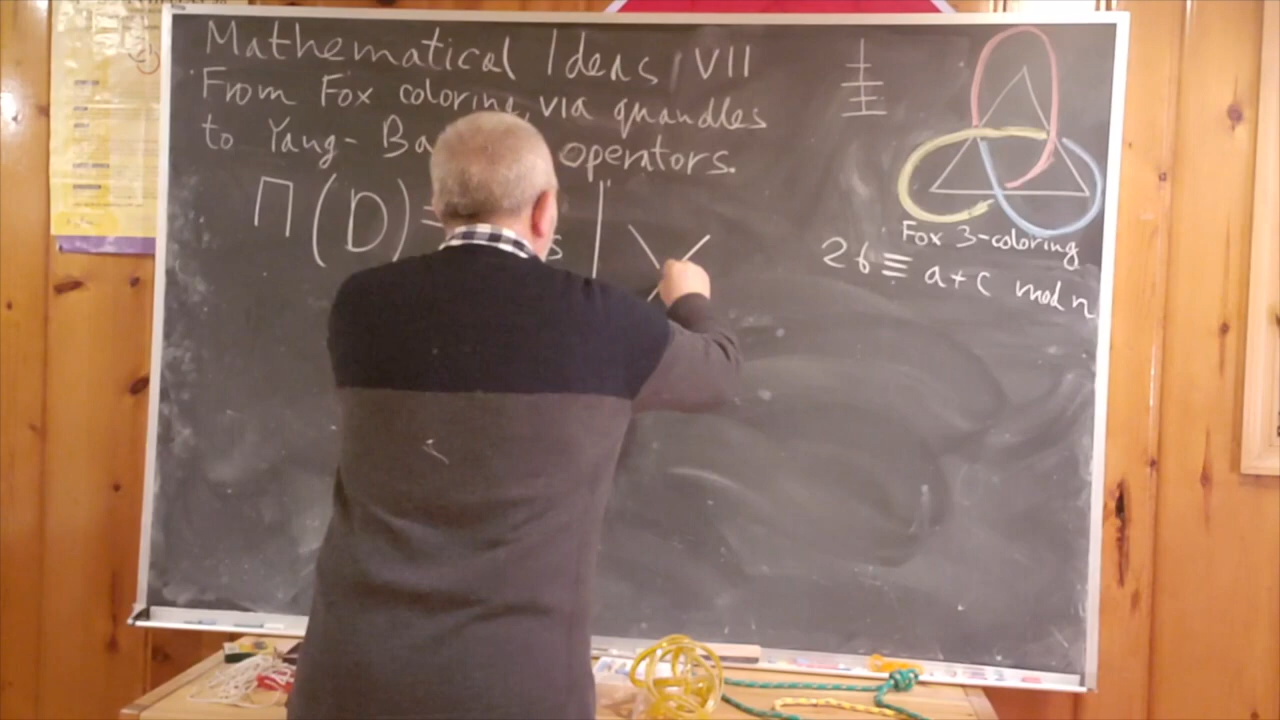 Mathematical Ideas VII
From Fox coloring, via quandles
to Yang- Ba operators.
Π(D) = s |
Fox 3-coloring
2b ≡ a+c mod n